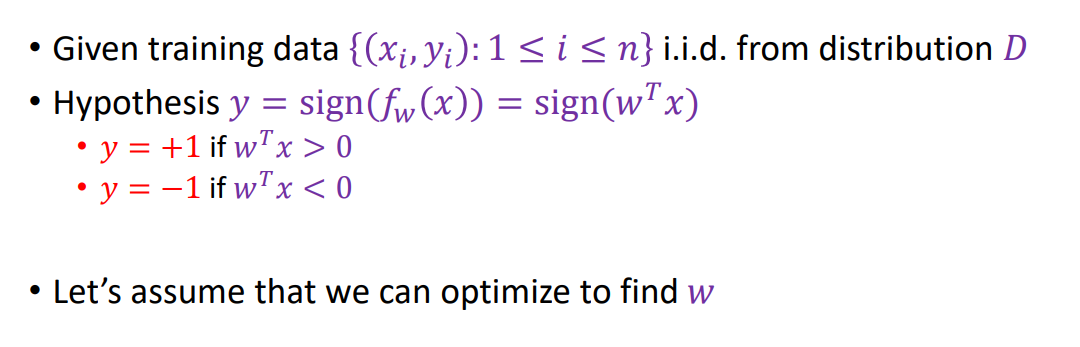 • Given training data {(xᵢ, yᵢ): 1 ≤ i ≤ n} i.i.d. from distribution D
• Hypothesis y = sign(f_w(x)) = sign(wᵀx)
• y = +1 if wᵀx > 0
• y = −1 if wᵀx < 0
• Let's assume that we can optimize to find w